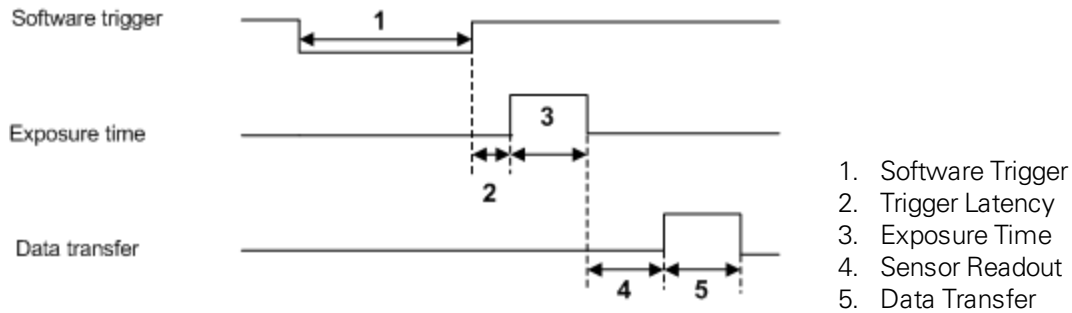 Software trigger
1
Exposure time
3
2
Data transfer
4
5
1. Software Trigger
2. Trigger Latency
3. Exposure Time
4. Sensor Readout
5. Data Transfer